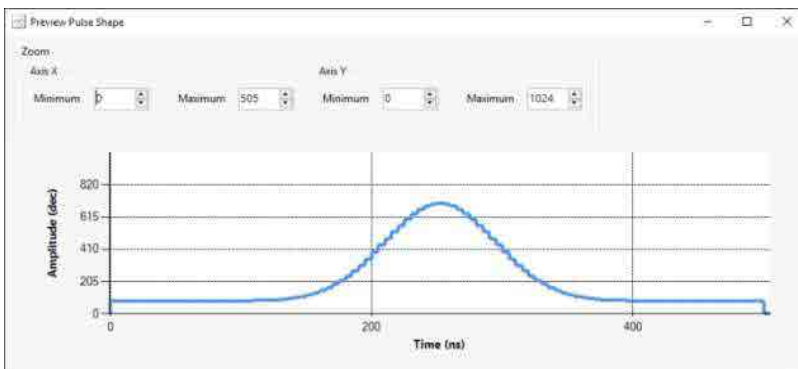 Preview Pulse Shape
Zoom
Axis X
Axis Y
Minimum 0 Maximum 505 Minimum 0 Maximum 1024
820
615
410
205
0
Amplitude (dec)
0 200 400
Time (ns)